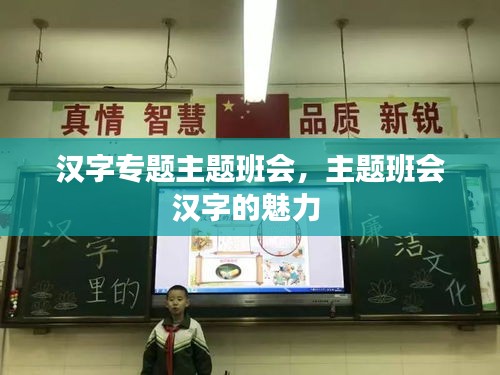 真情 智慧 品质 新锐
汉字专题主题班会，主题班会
汉字的魅力
汉字
里的
廉洁
文化